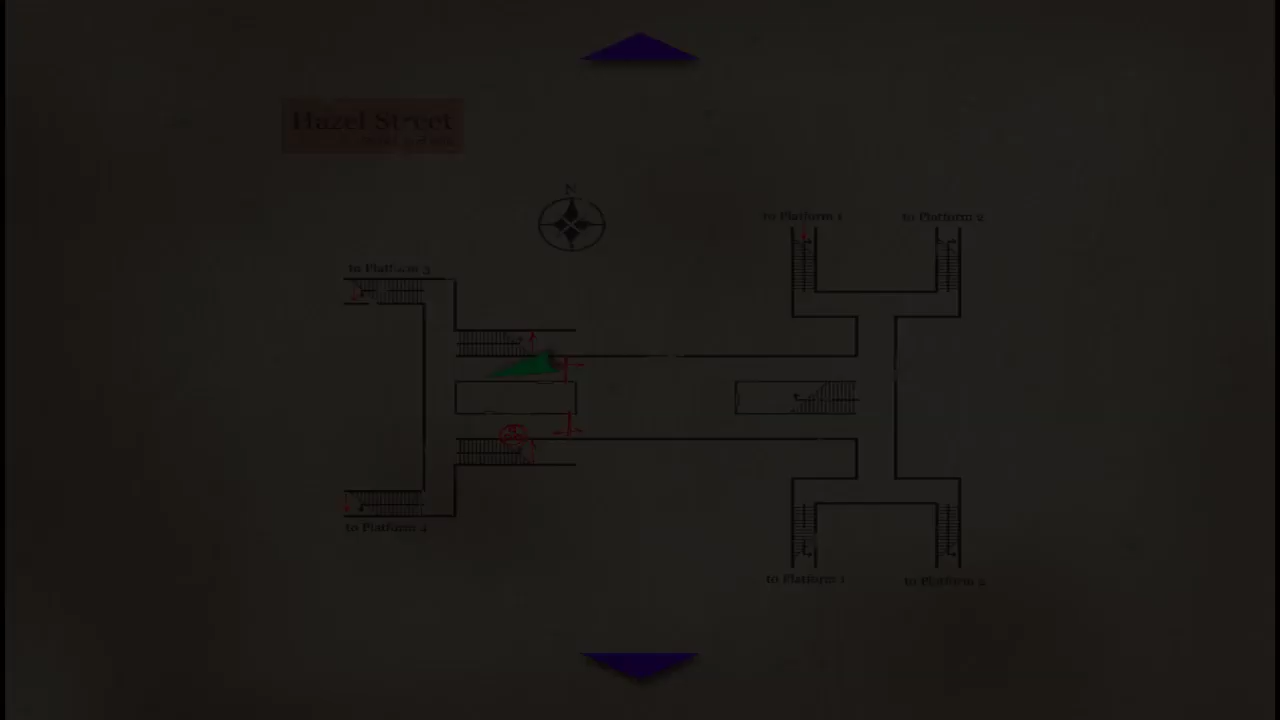 Hazel Street
N
to Platform 1
to Platform 2
to Platform 3
to Platform 4
to Platform 1
to Platform 2